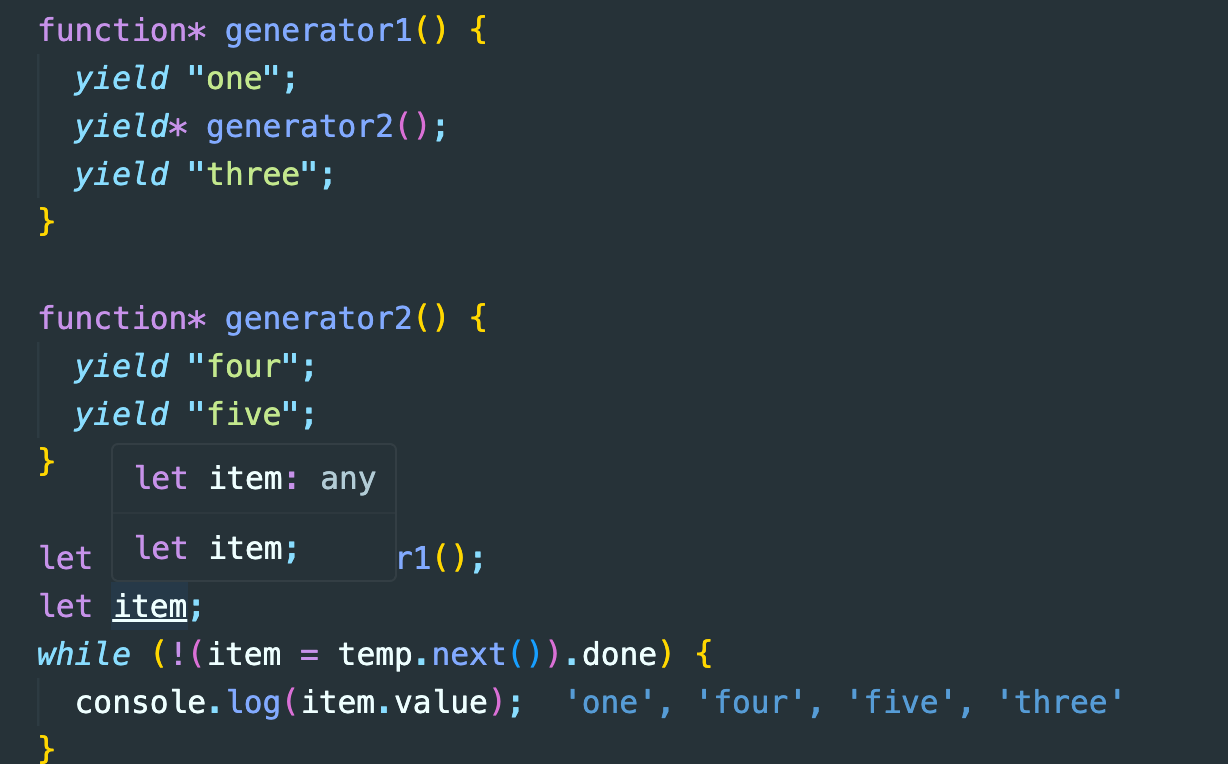 function* generator1() {
yield "one";
yield* generator2();
yield "three";
}
function* generator2() {
yield "four";
yield "five";
}
let item: any
let item;
let r1();
let item;
while (!(item = temp.next()).done) {
console.log(item.value); 'one', 'four', 'five', 'three'
}